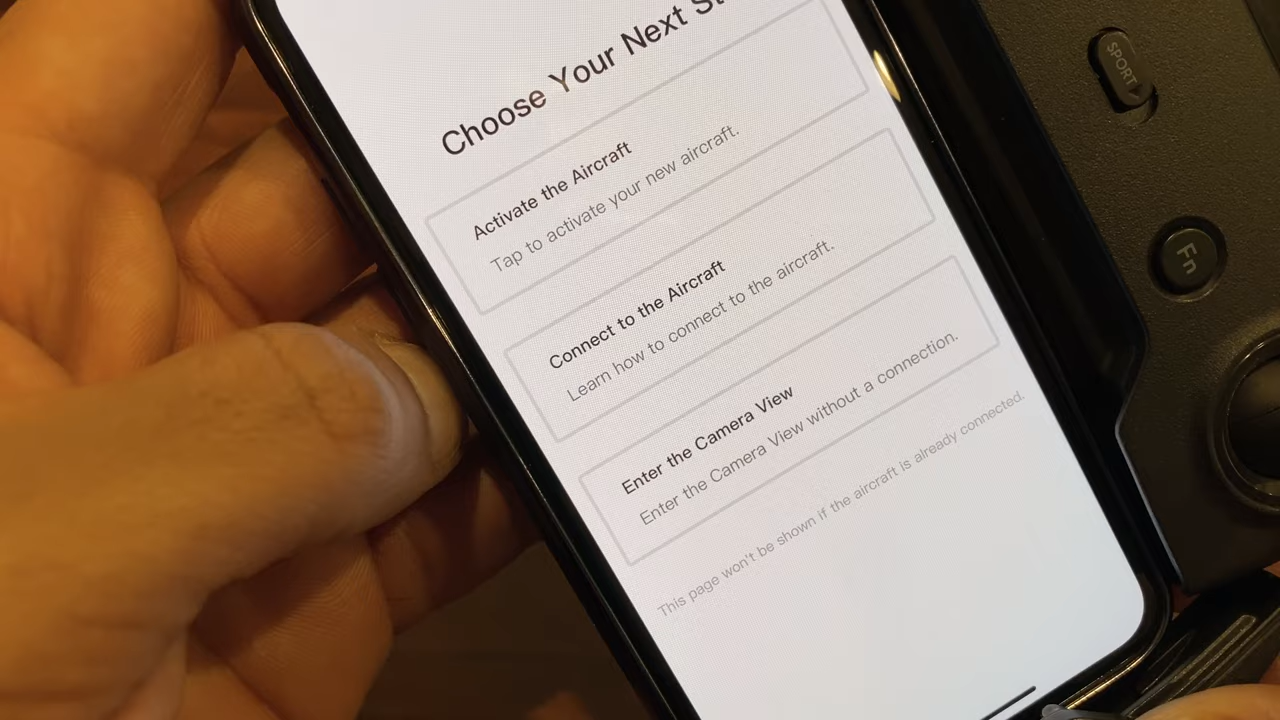 Choose Your Next
Activate the Aircraft
Tap to activate your new aircraft.
Connect to the Aircraft
Learn how to connect to the aircraft.
Enter the Camera View
Enter the Camera View without a connection.
This page won't be shown if the aircraft is already connected.
SPORT
Fn